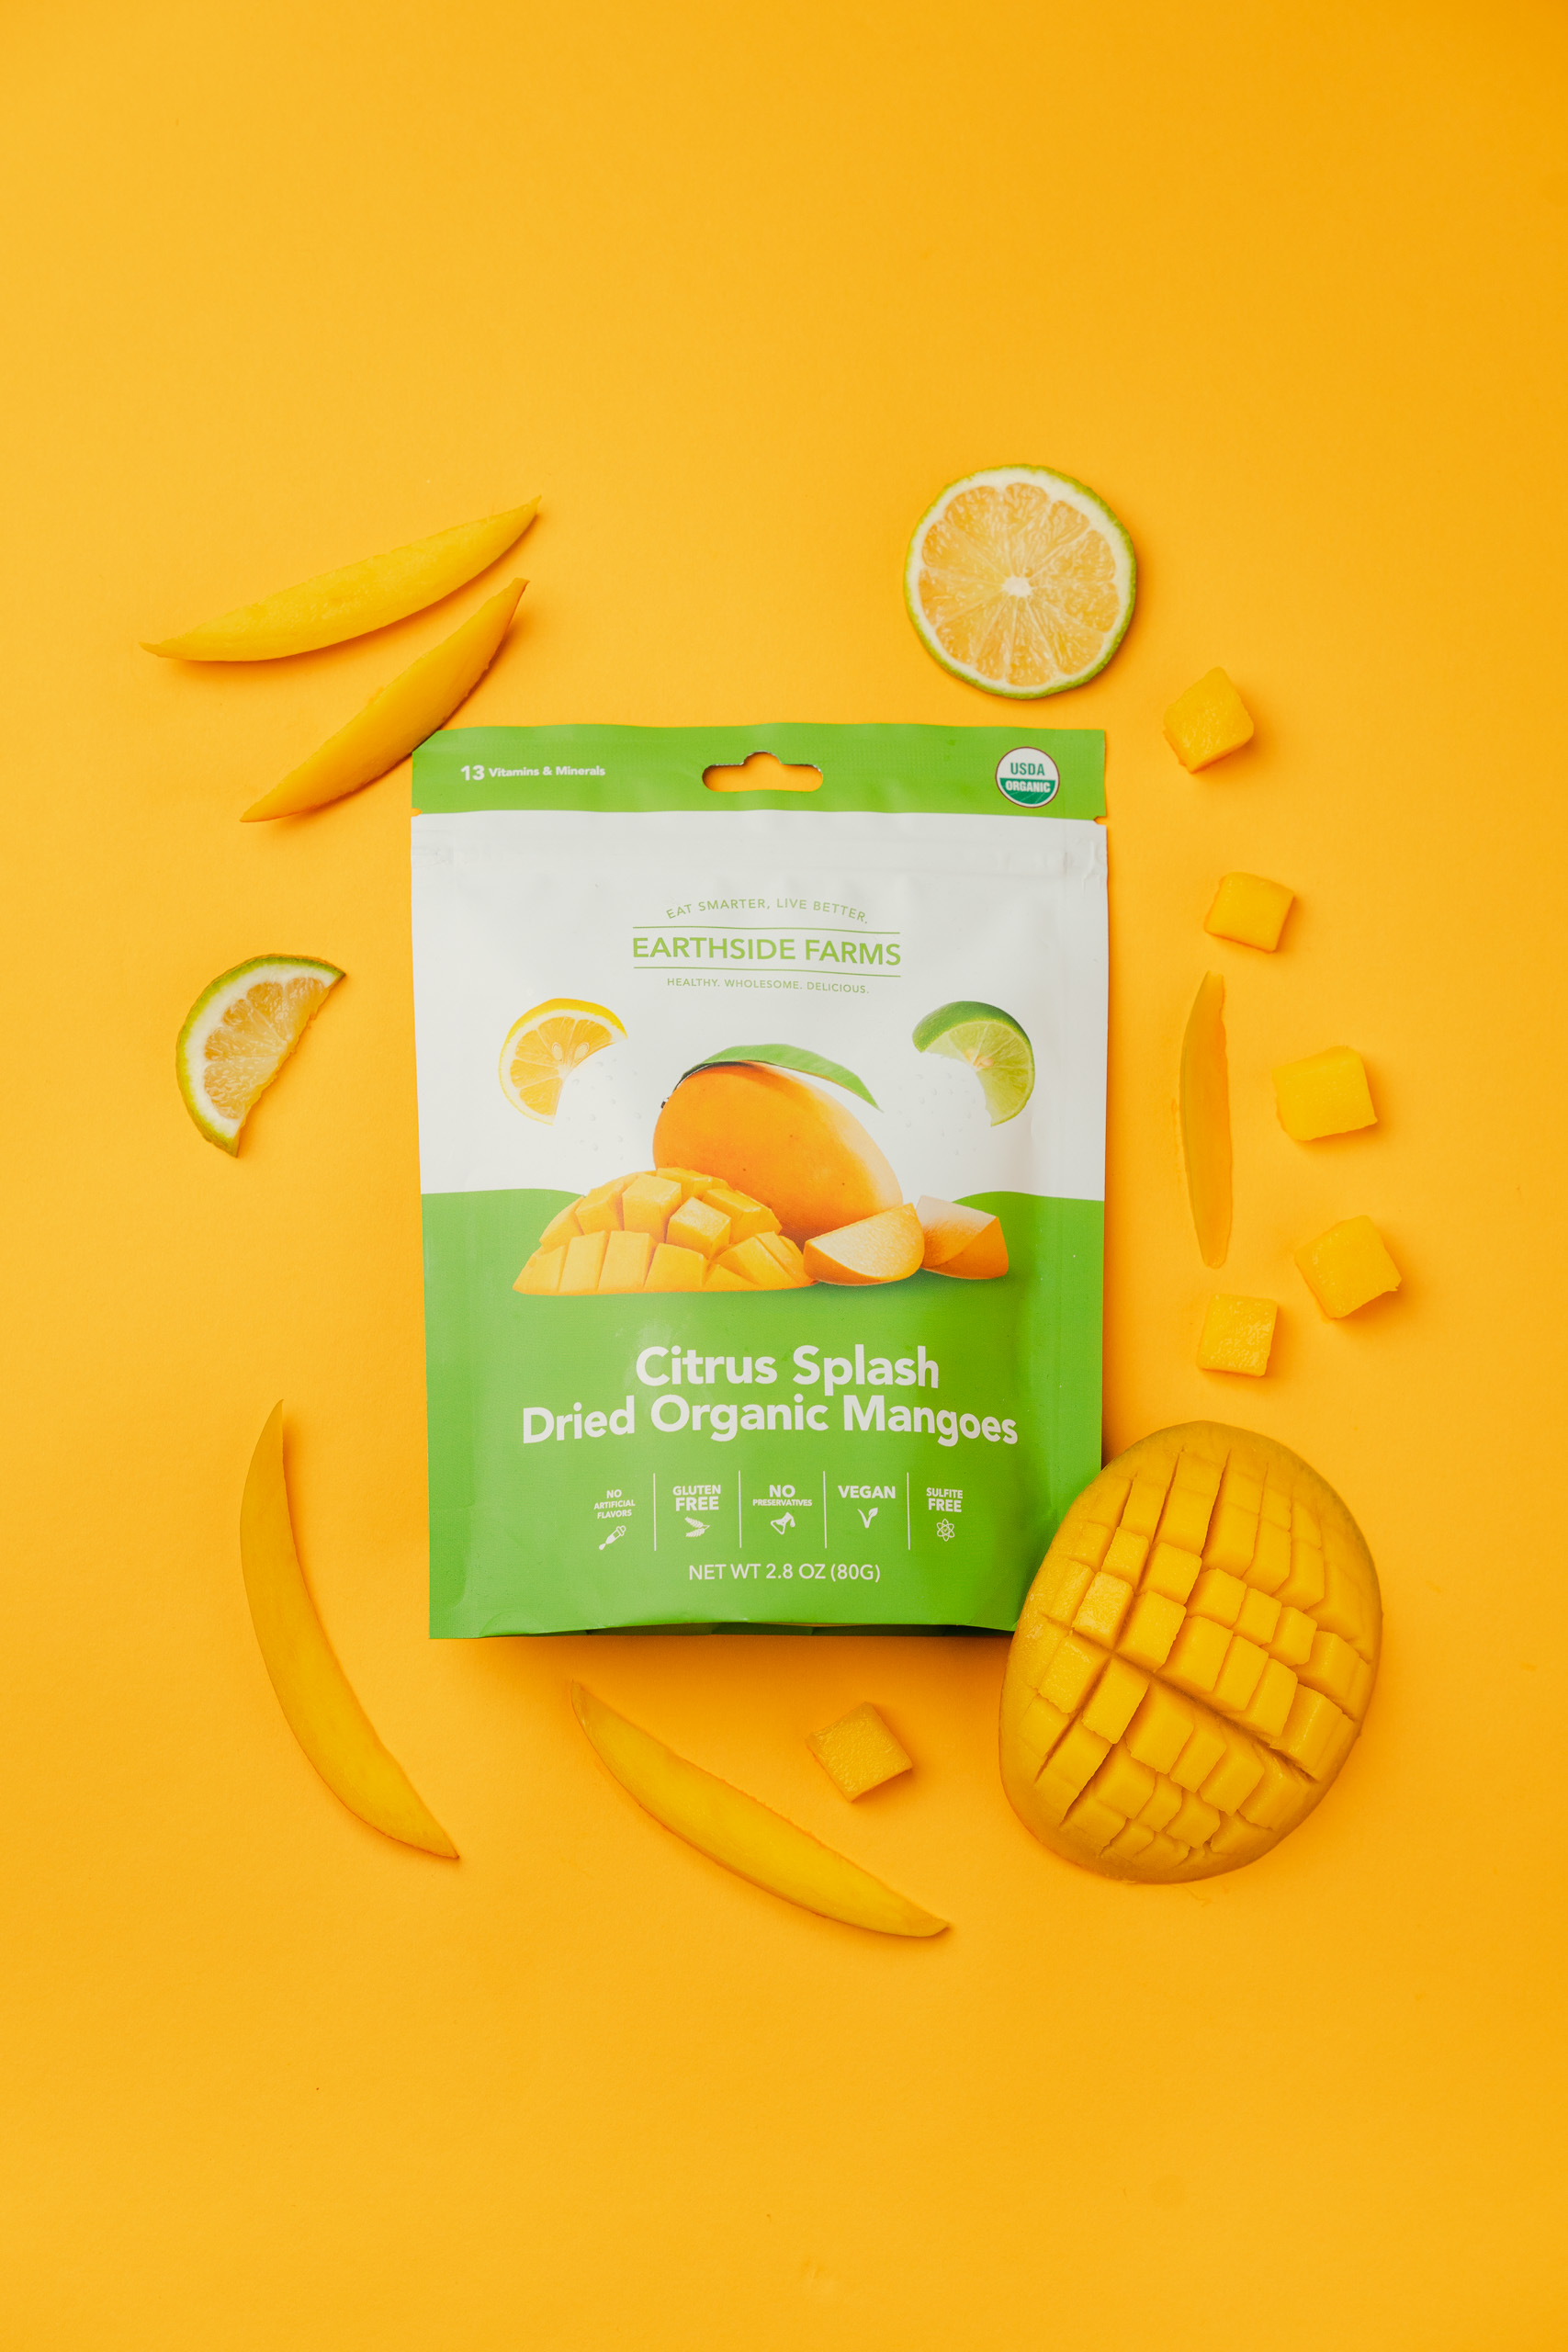 13 Vitamins & Minerals
USDA
ORGANIC
EAT SMARTER, LIVE BETTER.
EARTHSIDE FARMS
HEALTHY. WHOLESOME. DELICIOUS.
Citrus Splash
Dried Organic Mangoes
NO
ARTIFICIAL
FLAVORS
GLUTEN
FREE
NO
PRESERVATIVES
VEGAN
SULFITE
FREE
NET WT 2.8 OZ (80G)